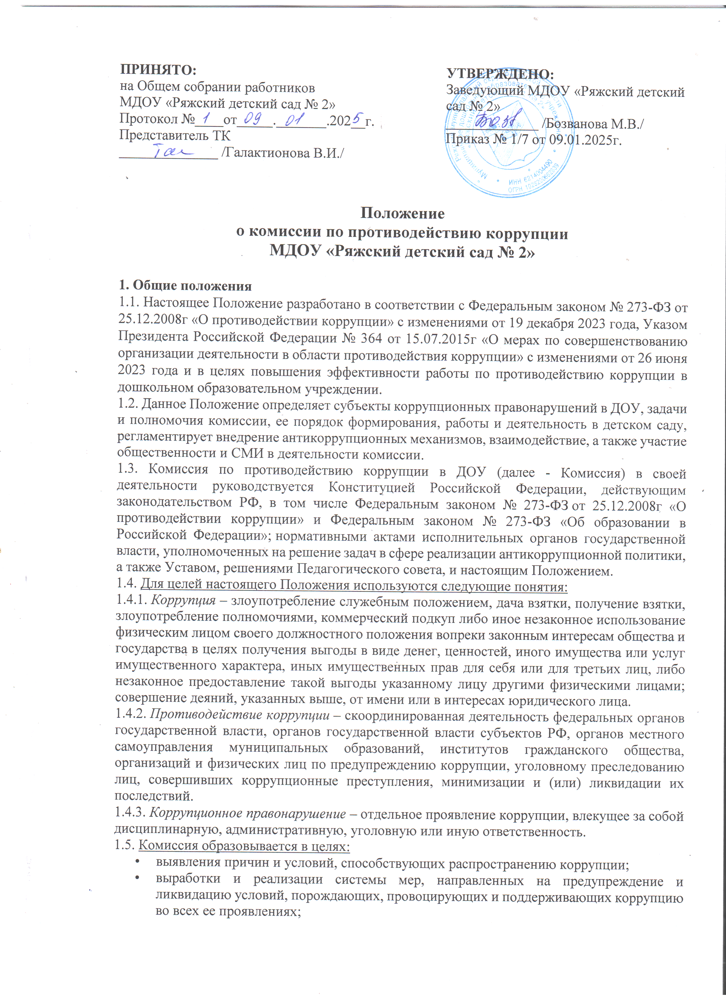 ПРИНЯТО:
на Общем собрании работников
МДОУ «Ряжский детский сад № 2»
Протокол № 1 от 09 . 01 .2025 г.
Представитель ТК
/Галактионова В.И./
УТВЕРЖДЕНО:
Заведующий МДОУ «Ряжский детский
сад № 2»
/Бозванова М.В./
Приказ № 1/7 от 09.01.2025г.
ИНН 6214004490
Положение
о комиссии по противодействию коррупции
МДОУ «Ряжский детский сад № 2»
1. Общие положения
1.1. Настоящее Положение разработано в соответствии с Федеральным законом № 273-ФЗ от
25.12.2008г «О противодействии коррупции» с изменениями от 19 декабря 2023 года, Указом
Президента Российской Федерации № 364 от 15.07.2015г «О мерах по совершенствованию
организации деятельности в области противодействия коррупции» с изменениями от 26 июня
2023 года и в целях повышения эффективности работы по противодействию коррупции в
дошкольном образовательном учреждении.
1.2. Данное Положение определяет субъекты коррупционных правонарушений в ДОУ, задачи
и полномочия комиссии, ее порядок формирования, работы и деятельность в детском саду,
регламентирует внедрение антикоррупционных механизмов, взаимодействие, а также участие
общественности и СМИ в деятельности комиссии.
1.3. Комиссия по противодействию коррупции в ДОУ (далее - Комиссия) в своей
деятельности руководствуется Конституцией Российской Федерации, действующим
законодательством РФ, в том числе Федеральным законом № 273-ФЗ от 25.12.2008г «О
противодействии коррупции» и Федеральным законом № 273-ФЗ «Об образовании в
Российской Федерации»; нормативными актами исполнительных органов государственной
власти, уполномоченных на решение задач в сфере реализации антикоррупционной политики,
а также Уставом, решениями Педагогического совета, и настоящим Положением.
1.4. Для целей настоящего Положения используются следующие понятия:
1.4.1. Коррупция – злоупотребление служебным положением, дача взятки, получение взятки,
злоупотребление полномочиями, коммерческий подкуп либо иное незаконное использование
физическим лицом своего должностного положения вопреки законным интересам общества и
государства в целях получения выгоды в виде денег, ценностей, иного имущества или услуг
имущественного характера, иных имущественных прав для себя или для третьих лиц, либо
незаконное предоставление такой выгоды указанному лицу другими физическими лицами;
совершение деяний, указанных выше, от имени или в интересах юридического лица.
1.4.2. Противодействие коррупции – скоординированная деятельность федеральных органов
государственной власти, органов государственной власти субъектов РФ, органов местного
самоуправления муниципальных образований, институтов гражданского общества,
организаций и физических лиц по предупреждению коррупции, уголовному преследованию
лиц, совершивших коррупционные преступления, минимизации и (или) ликвидации их
последствий.
1.4.3. Коррупционное правонарушение – отдельное проявление коррупции, влекущее за собой
дисциплинарную, административную, уголовную или иную ответственность.
1.5. Комиссия образовывается в целях:
• выявления причин и условий, способствующих распространению коррупции;
• выработки и реализации системы мер, направленных на предупреждение и
ликвидацию условий, порождающих, провоцирующих и поддерживающих коррупцию
во всех ее проявлениях;